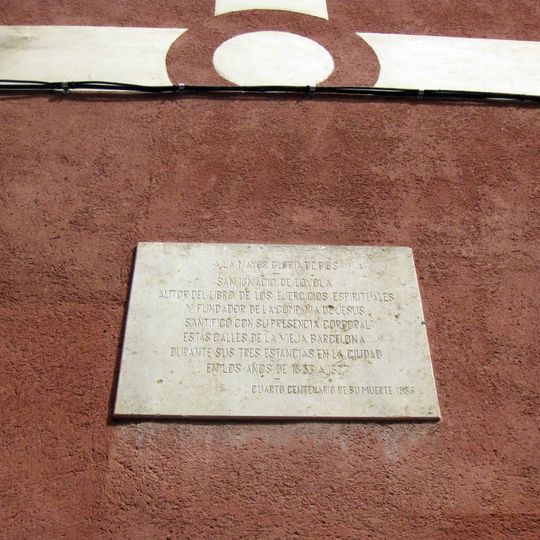 A LA MAYOR GLORIA DE DIOS
SAN IGNACIO DE LOYOLA
AUTOR DEL LIBRO DE LOS EJERCICIOS ESPIRITUALES
Y FUNDADOR DE LA COMPAÑIA DE JESUS
SANTIFICO CON SU PRESENCIA CORPORAL
ESTAS CALLES DE LA VIEJA BARCELONA
DURANTE SUS TRES ESTANCIAS EN LA CIUDAD
EN LOS AÑOS DE A 1527
CUARTO CENTENARIO DE SU MUERTE 1956